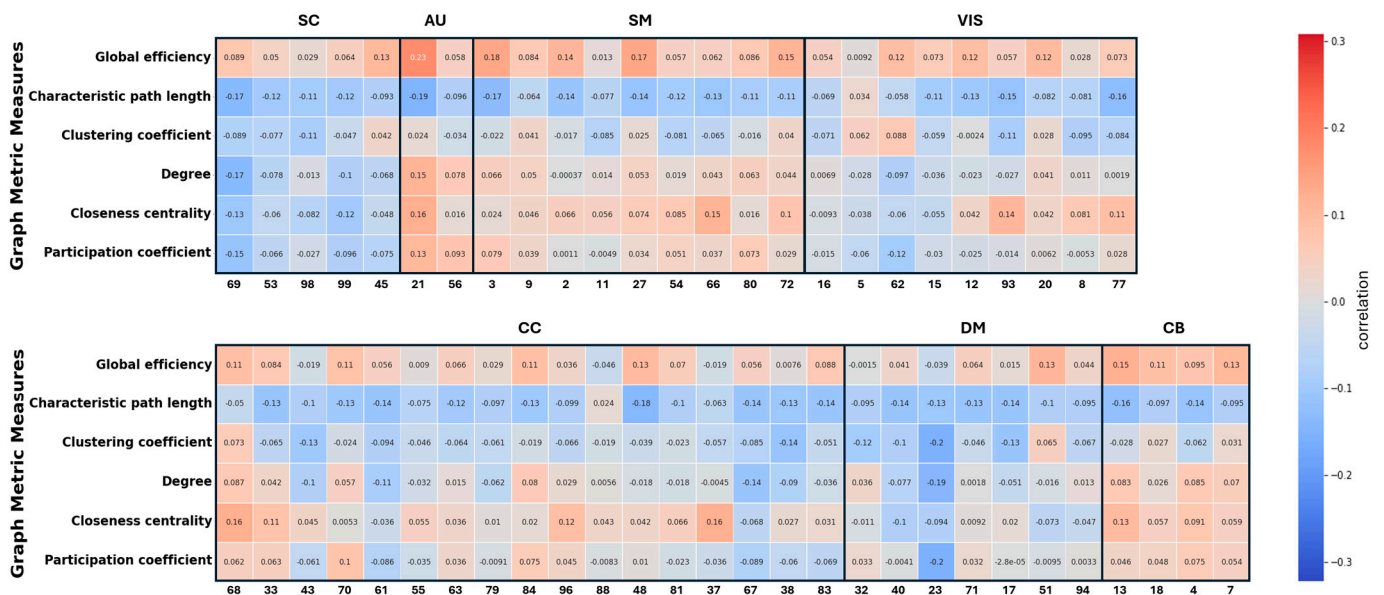 SC AU SM VIS
Graph Metric Measures
Global efficiency 0.089 0.05 0.029 0.064 0.13 0.23 0.058 0.18 0.084 0.14 0.013 0.17 0.057 0.062 0.086 0.15 0.054 0.0092 0.12 0.073 0.12 0.057 0.12 0.028 0.073
Characteristic path length -0.17 -0.12 -0.11 -0.12 -0.093 -0.19 -0.096 -0.17 -0.064 -0.14 -0.077 -0.14 -0.12 -0.13 -0.11 -0.11 -0.069 0.034 -0.058 -0.11 -0.13 -0.15 -0.082 -0.081 -0.16
Clustering coefficient -0.089 -0.077 -0.11 -0.047 0.042 0.024 -0.034 -0.022 0.041 -0.017 -0.085 0.025 -0.081 -0.065 -0.016 0.04 -0.071 0.062 0.088 -0.059 -0.0024 -0.11 0.028 -0.095 -0.084
Degree -0.17 -0.078 -0.013 -0.1 -0.068 0.15 0.078 0.066 0.05 -0.00037 0.014 0.053 0.019 0.043 0.063 0.044 0.0069 -0.028 -0.097 -0.036 -0.023 -0.027 0.041 0.011 0.0019
Closeness centrality -0.13 -0.06 -0.082 -0.12 -0.048 0.16 0.016 0.024 0.046 0.066 0.056 0.074 0.085 0.15 0.016 0.1 -0.0093 -0.038 -0.06 -0.055 0.042 0.14 0.042 0.081 0.11
Participation coefficient -0.15 -0.066 -0.027 -0.096 -0.075 0.13 0.093 0.079 0.039 0.0011 -0.0049 0.034 0.051 0.037 0.073 0.029 -0.015 -0.06 -0.12 -0.03 -0.025 -0.014 0.0062 -0.0053 0.028
69 53 98 99 45 21 56 3 9 2 11 27 54 66 80 72 16 5 62 15 12 93 20 8 77
CC DM CB
Graph Metric Measures
Global efficiency 0.11 0.084 -0.019 0.11 0.056 0.009 0.066 0.029 0.11 0.036 -0.046 0.13 0.07 -0.019 0.056 0.0076 0.088 -0.0015 0.041 -0.039 0.064 0.015 0.13 0.044 0.15 0.11 0.095 0.13
Characteristic path length -0.05 -0.13 -0.1 -0.13 -0.14 -0.075 -0.12 -0.097 -0.13 -0.099 0.024 -0.18 -0.1 -0.063 -0.14 -0.13 -0.14 -0.095 -0.14 -0.13 -0.13 -0.14 -0.1 -0.095 -0.16 -0.097 -0.14 -0.095
Clustering coefficient 0.073 -0.065 -0.13 -0.024 -0.094 -0.046 -0.064 -0.061 -0.019 -0.066 -0.019 -0.039 -0.023 -0.057 -0.085 -0.14 -0.051 -0.12 -0.1 -0.2 -0.046 -0.13 0.065 -0.067 -0.028 0.027 -0.062 0.031
Degree 0.087 0.042 -0.1 0.057 -0.11 -0.032 0.015 -0.062 0.08 0.029 0.0056 -0.018 -0.018 -0.0045 -0.14 -0.09 -0.036 0.036 -0.077 -0.19 0.0018 -0.051 -0.016 0.013 0.083 0.026 0.085 0.07
Closeness centrality 0.16 0.11 0.045 0.0053 -0.036 0.055 0.036 0.01 0.02 0.12 0.043 0.042 0.066 0.16 -0.068 0.027 0.031 -0.011 -0.1 -0.094 0.0092 0.02 -0.073 -0.047 0.13 0.057 0.091 0.059
Participation coefficient 0.062 0.063 -0.061 0.1 -0.086 -0.035 0.036 -0.0091 0.075 0.045 -0.0083 0.01 -0.023 -0.036 -0.089 -0.06 -0.069 0.033 -0.0041 -0.2 0.032 -2.8e-05 -0.0095 0.0033 0.046 0.048 0.075 0.054
68 33 43 70 61 55 63 79 84 96 88 48 81 37 67 38 83 32 40 23 71 17 51 94 13 18 4 7
0.3
0.2
0.1
0.0
−0.1
−0.2
−0.3
correlation